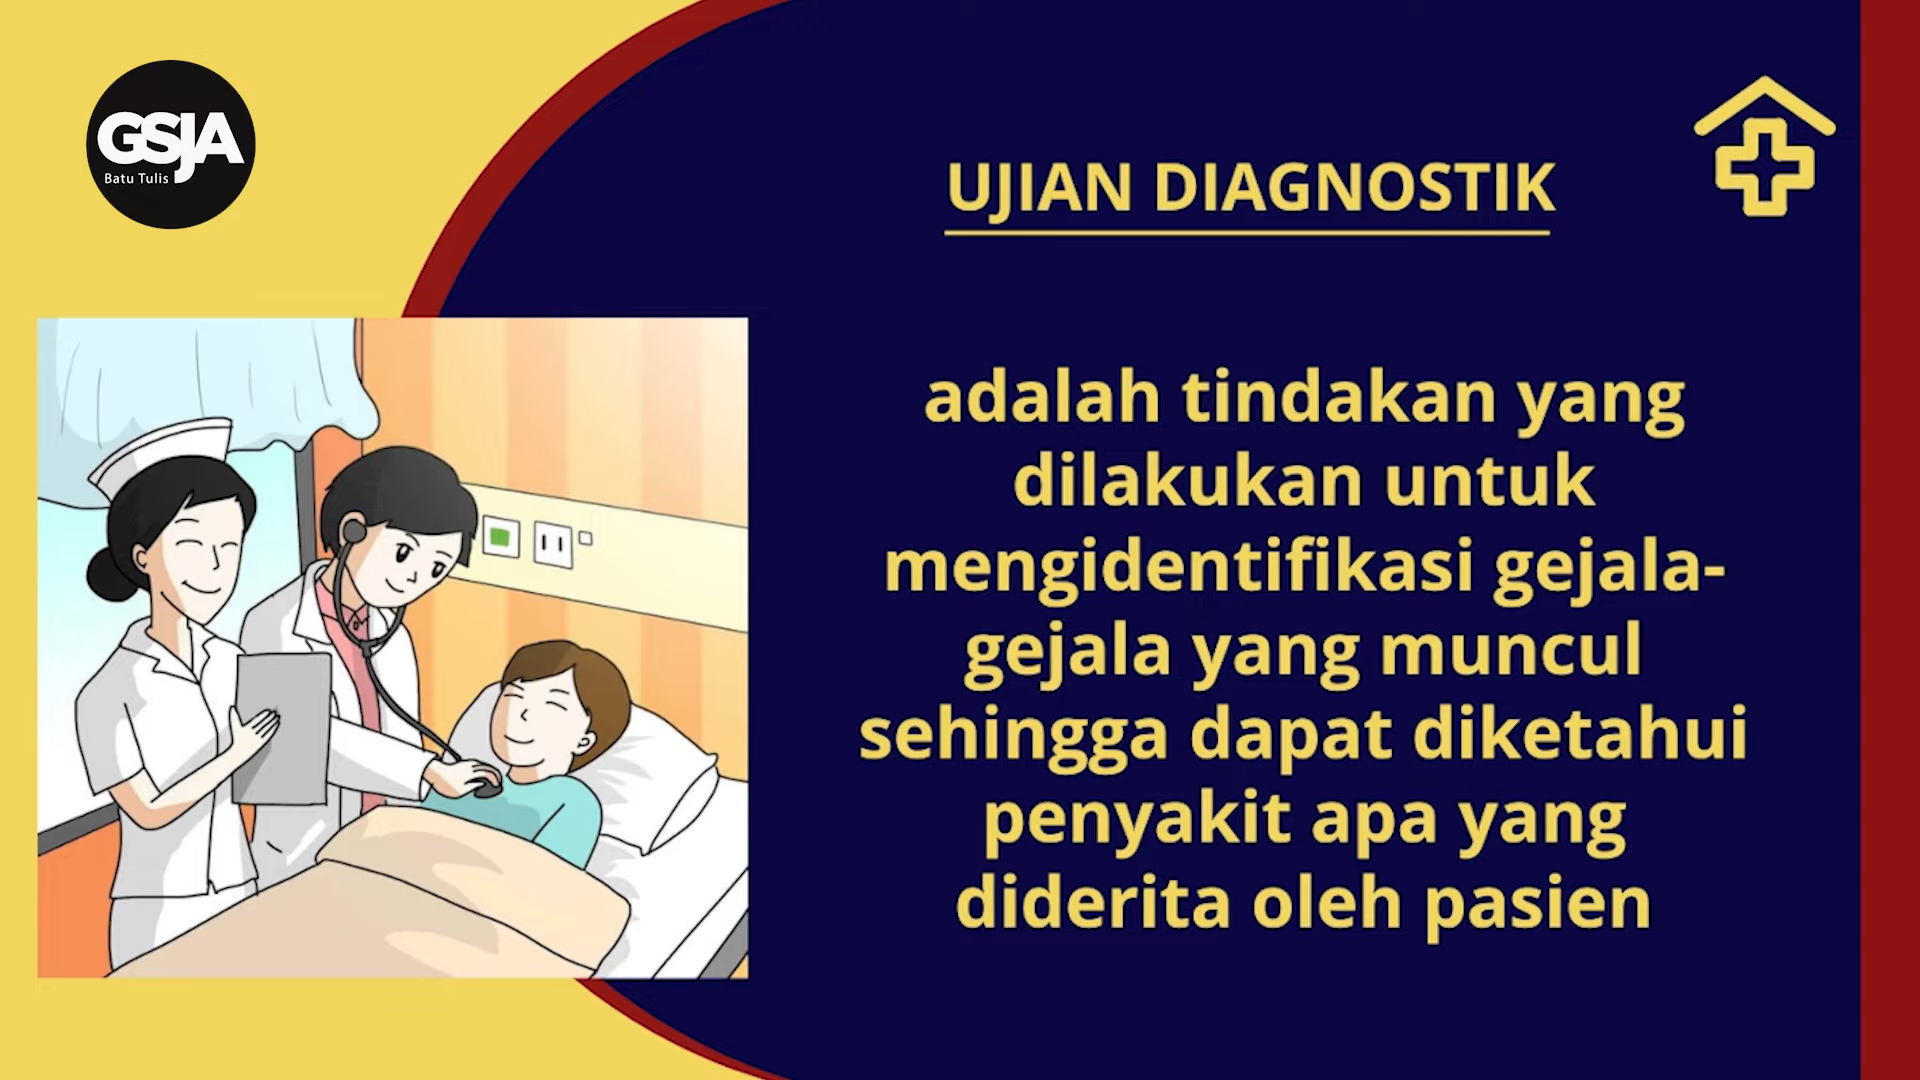 GSJA
Batu Tulis
UJIAN DIAGNOSTIK
adalah tindakan yang
dilakukan untuk
mengidentifikasi gejala-
gejala yang muncul
sehingga dapat diketahui
penyakit apa yang
diderita oleh pasien